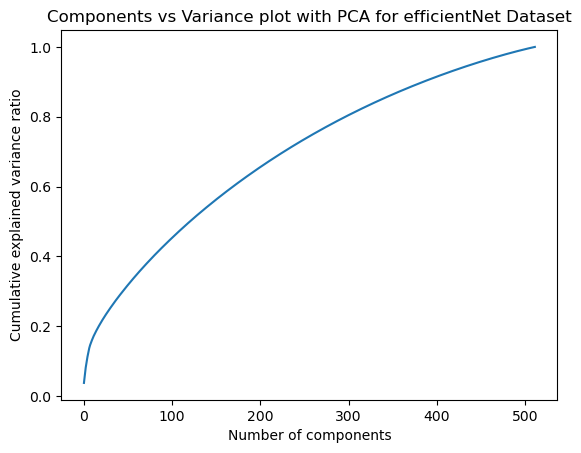 Components vs Variance plot with PCA for efficientNet Dataset
Cumulative explained variance ratio
1.0
0.8
0.6
0.4
0.2
0.0
0 100 200 300 400 500
Number of components